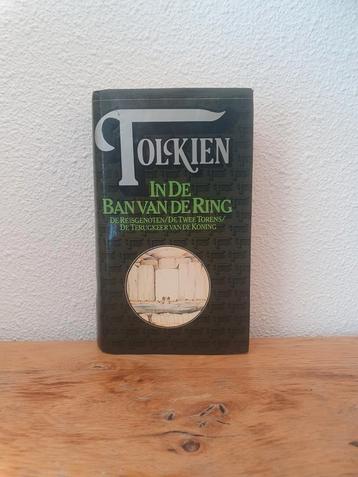 TOLKIEN
IN DE
BAN VAN DE RING
DE REISGENOTEN/DE TWEE TORENS/
DE TERUGKEER VAN DE KONING